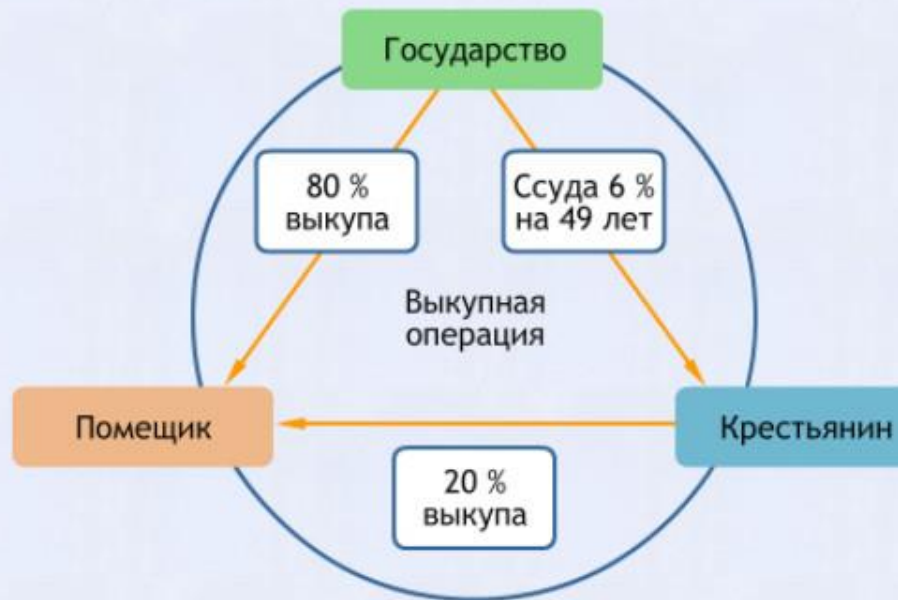 Государство
80 %
выкупа
Ссуда 6 %
на 49 лет
Выкупная
операция
Помещик
Крестьянин
20 %
выкупа